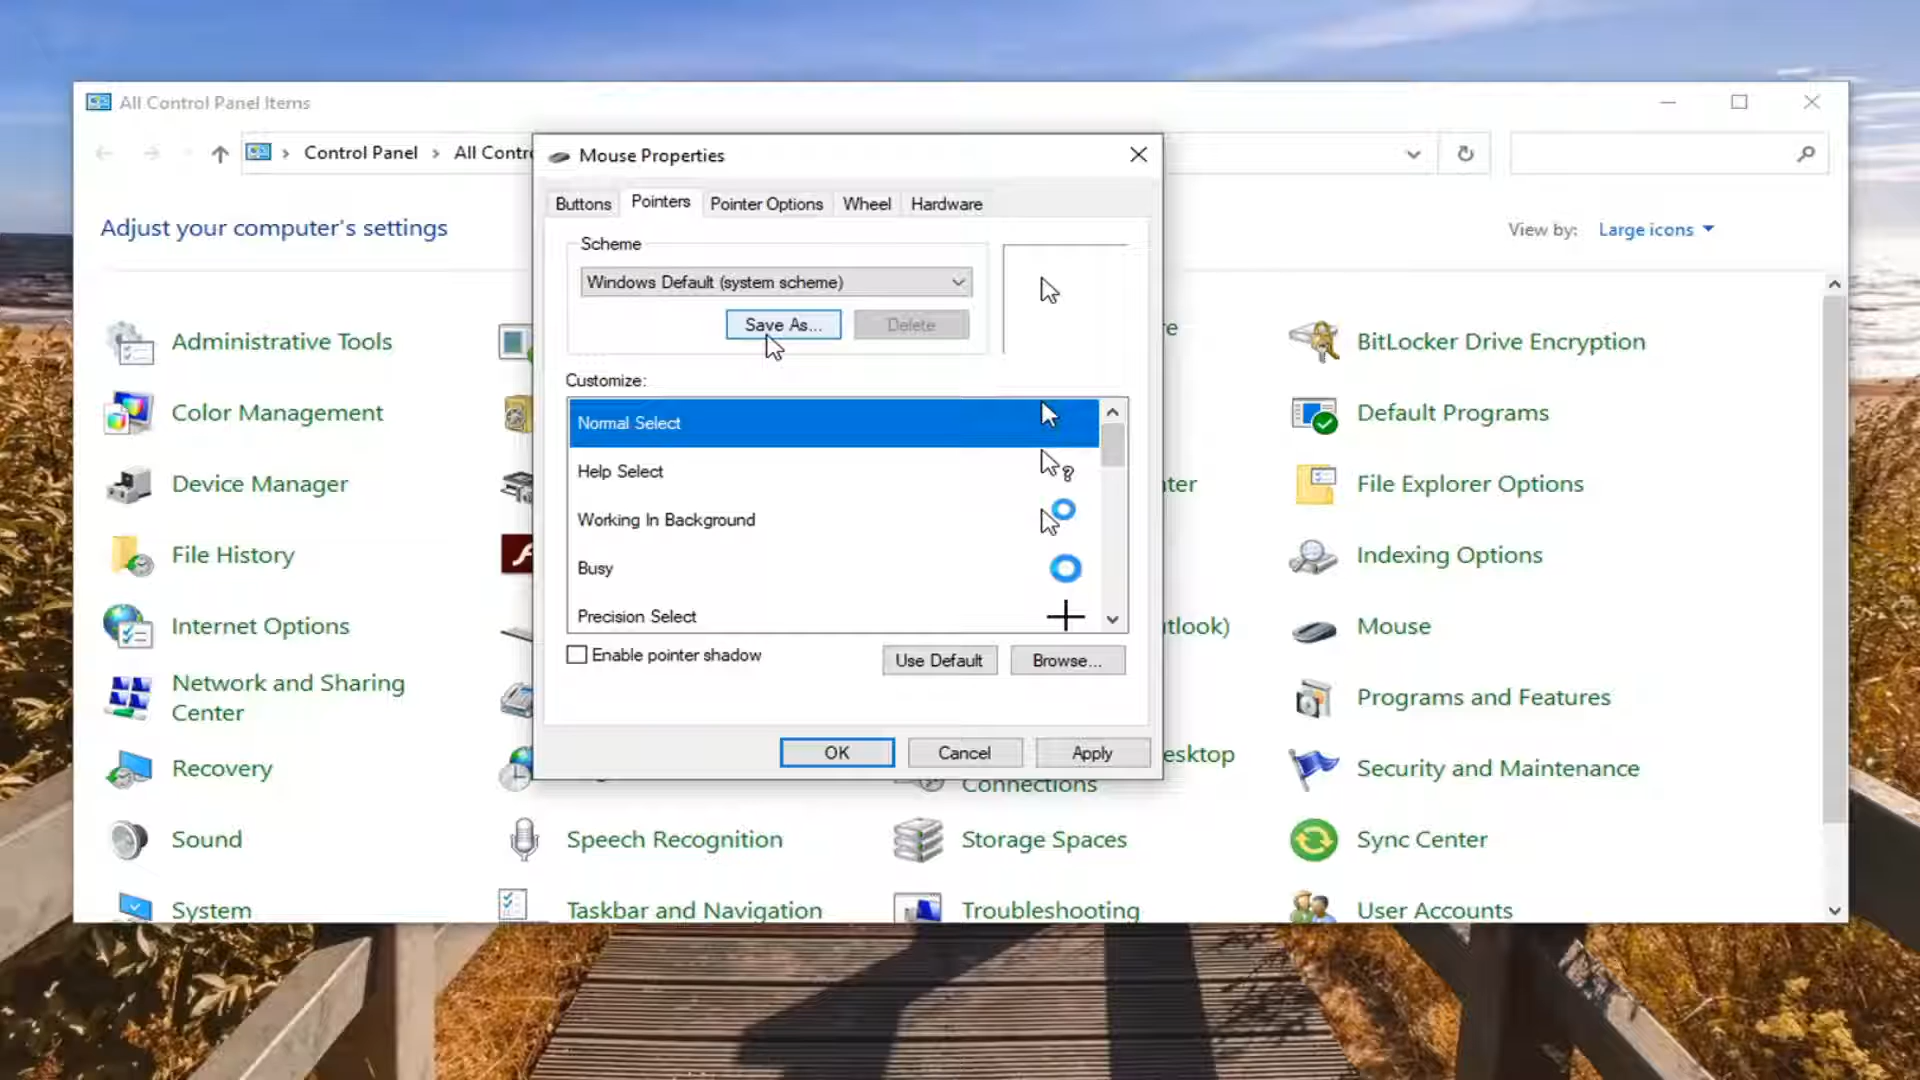 All Control Panel Items
Control Panel
All Contr
Mouse Properties
Buttons
Pointers
Pointer Options
Wheel
Hardware
Adjust your computer's settings
View by:
Large icons
Scheme
Windows Default (system scheme)
Save As...
Delete
Customize:
Normal Select
Help Select
?
Working In Background
Busy
Precision Select
Enable pointer shadow
Use Default
Browse...
OK
Cancel
Apply
Administrative Tools
re
BitLocker Drive Encryption
Color Management
Default Programs
Device Manager
ter
File Explorer Options
File History
Indexing Options
Internet Options
tlook)
Mouse
Network and Sharing
Center
Programs and Features
Recovery
esktop
Connections
Security and Maintenance
Sound
Speech Recognition
Storage Spaces
Sync Center
System
Taskbar and Navigation
Troubleshooting
User Accounts